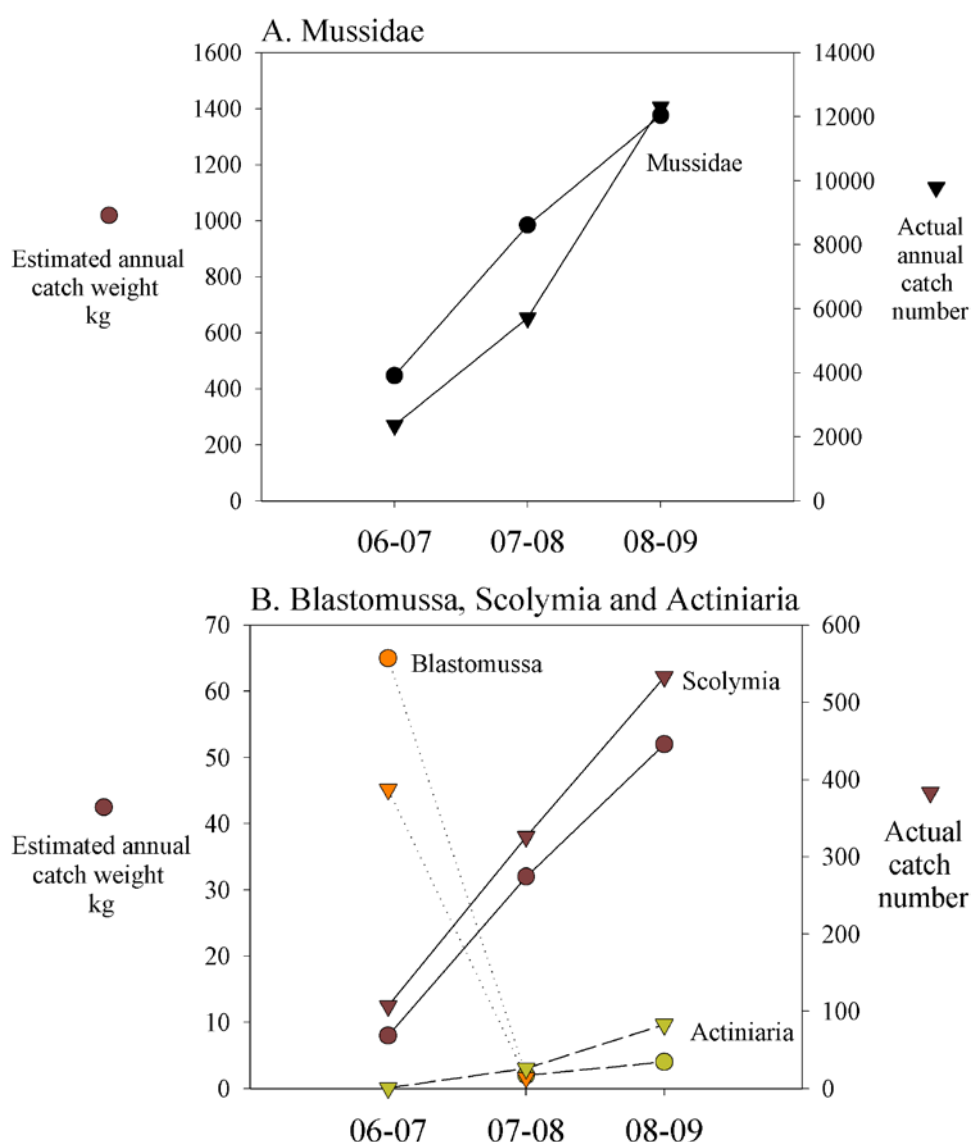 A. Mussidae
1600
1400
1200
1000
800
600
400
200
0
14000
12000
10000
8000
6000
4000
2000
0
Mussidae
Estimated annual
catch weight
kg
Actual
annual
catch
number
06-07 07-08 08-09
B. Blastomussa, Scolymia and Actiniaria
70
60
50
40
30
20
10
0
600
500
400
300
200
100
0
Blastomussa
Scolymia
Actiniaria
Estimated annual
catch weight
kg
Actual
catch
number
06-07 07-08 08-09